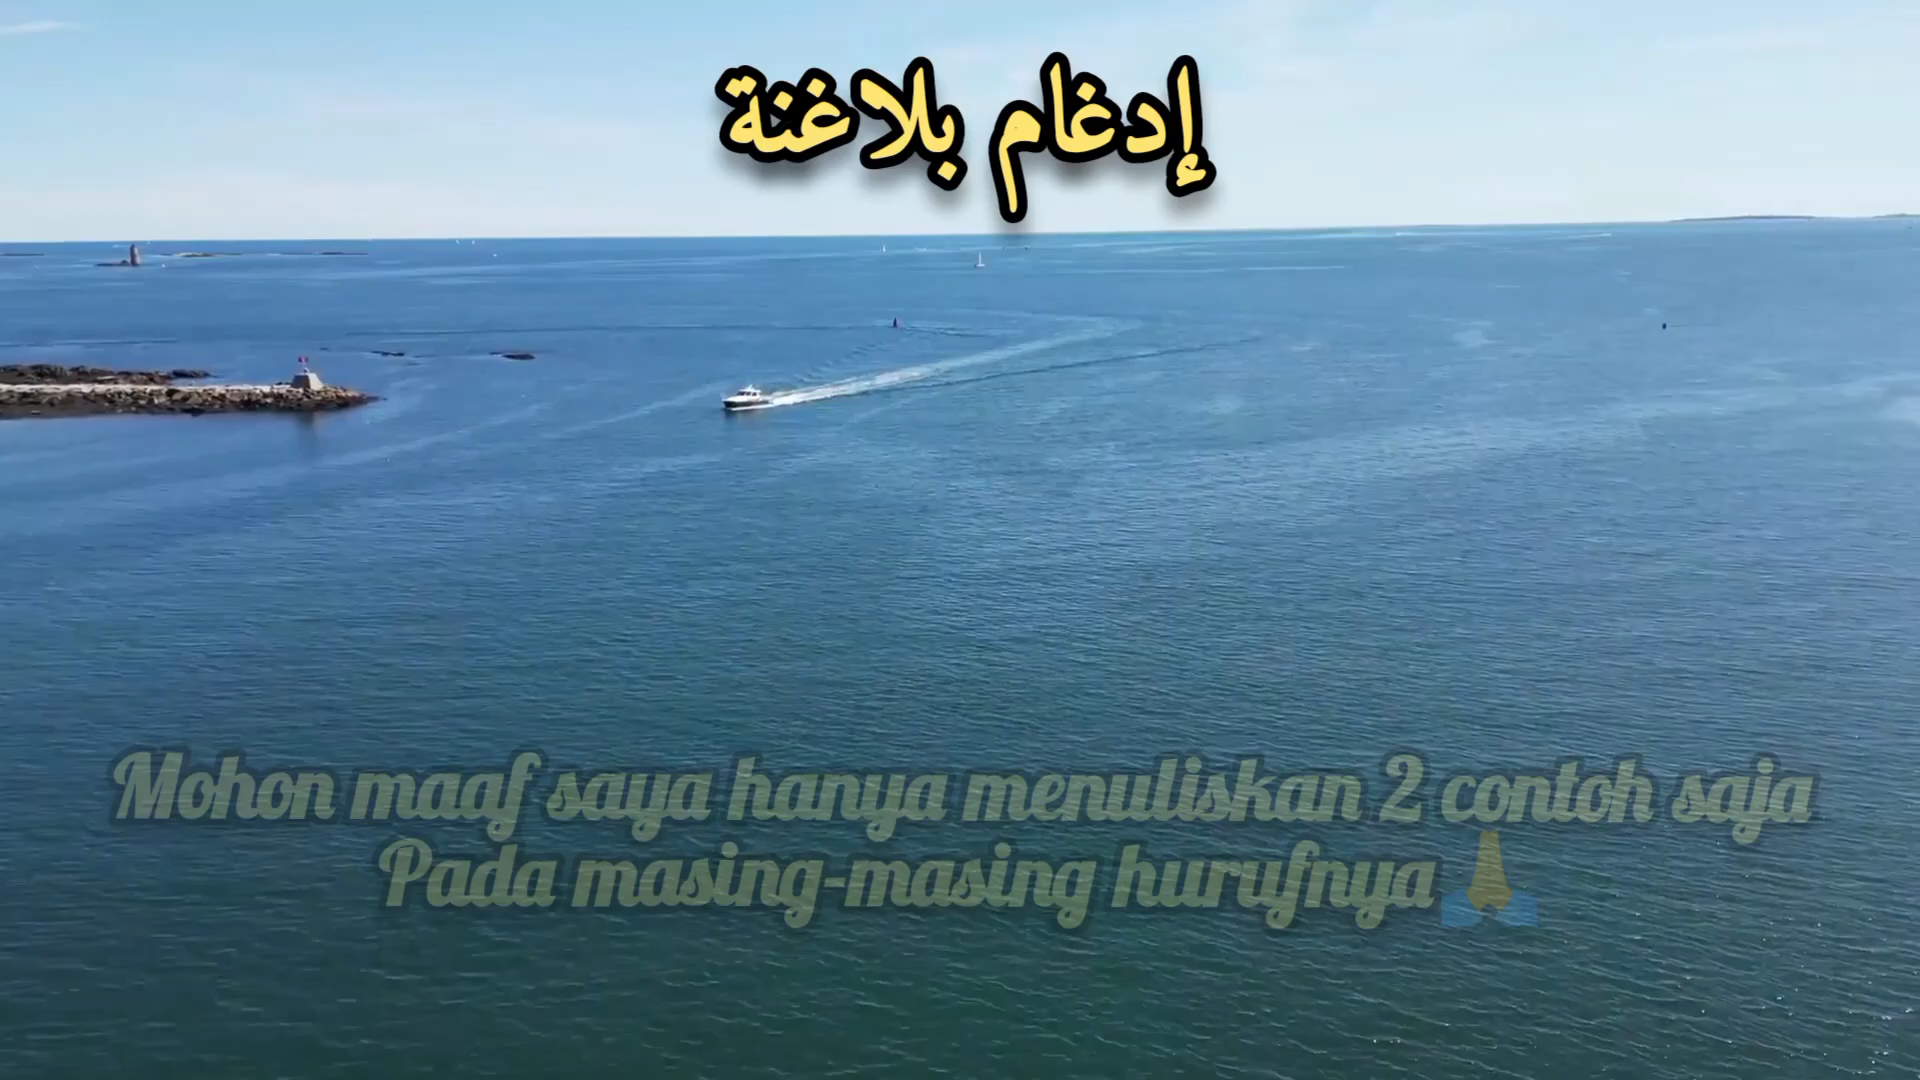 إدغام بلاغنة
Mohon maaf saya hanya menuliskan 2 contoh saja
Pada masing-masing hurufnya🙏